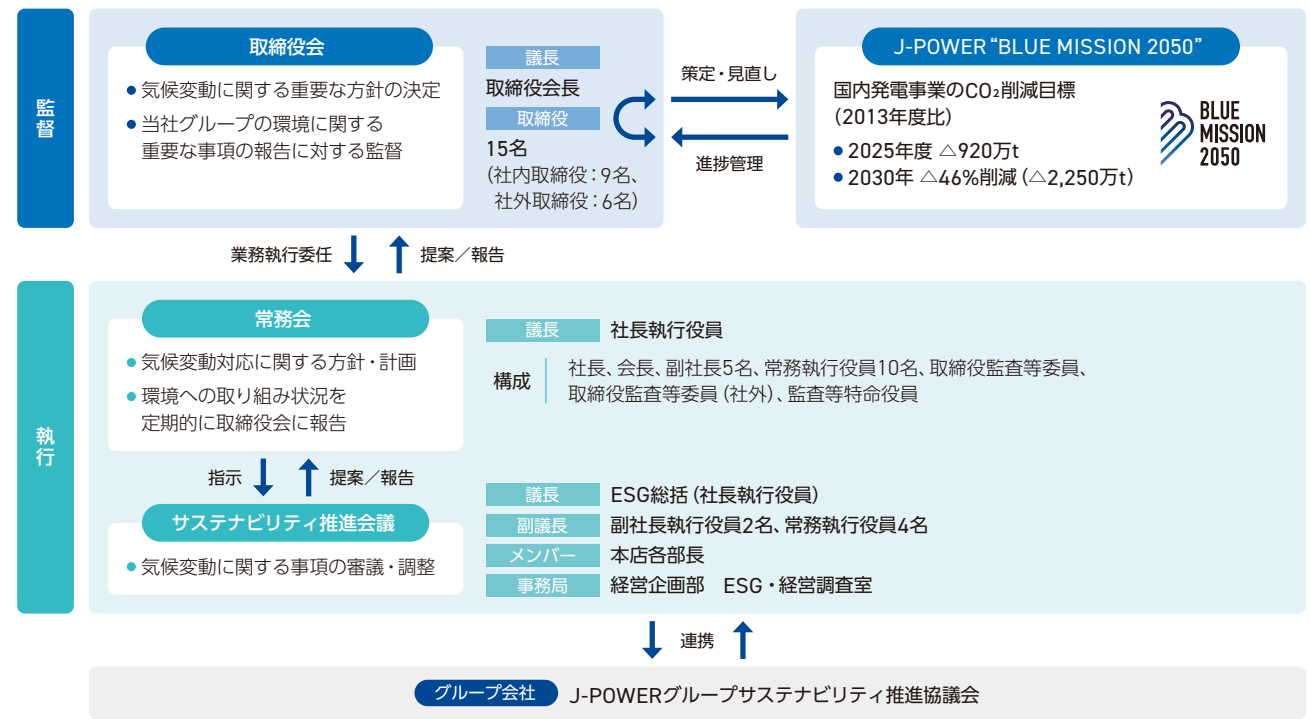 監督
取締役会
• 気候変動に関する重要な方針の決定
• 当社グループの環境に関する
重要な事項の報告に対する監督
議長
取締役会長
取締役
15名
(社内取締役：9名、
社外取締役：6名)
策定・見直し
進捗管理
J-POWER “BLUE MISSION 2050”
国内発電事業のCO₂削減目標
(2013年度比)
• 2025年度 △920万t
• 2030年 △46%削減 (△2,250万t)
BLUE
MISSION
2050
業務執行委任
提案／報告
執行
常務会
• 気候変動対応に関する方針・計画
• 環境への取り組み状況を
定期的に取締役会に報告
議長 社長執行役員
構成
社長、会長、副社長5名、常務執行役員10名、取締役監査等委員、
取締役監査等委員 (社外)、監査等特命役員
指示
提案／報告
サステナビリティ推進会議
• 気候変動に関する事項の審議・調整
議長 ESG総括 (社長執行役員)
副議長 副社長執行役員2名、常務執行役員4名
メンバー 本店各部長
事務局 経営企画部　ESG・経営調査室
連携
グループ会社 J-POWERグループサステナビリティ推進協議会